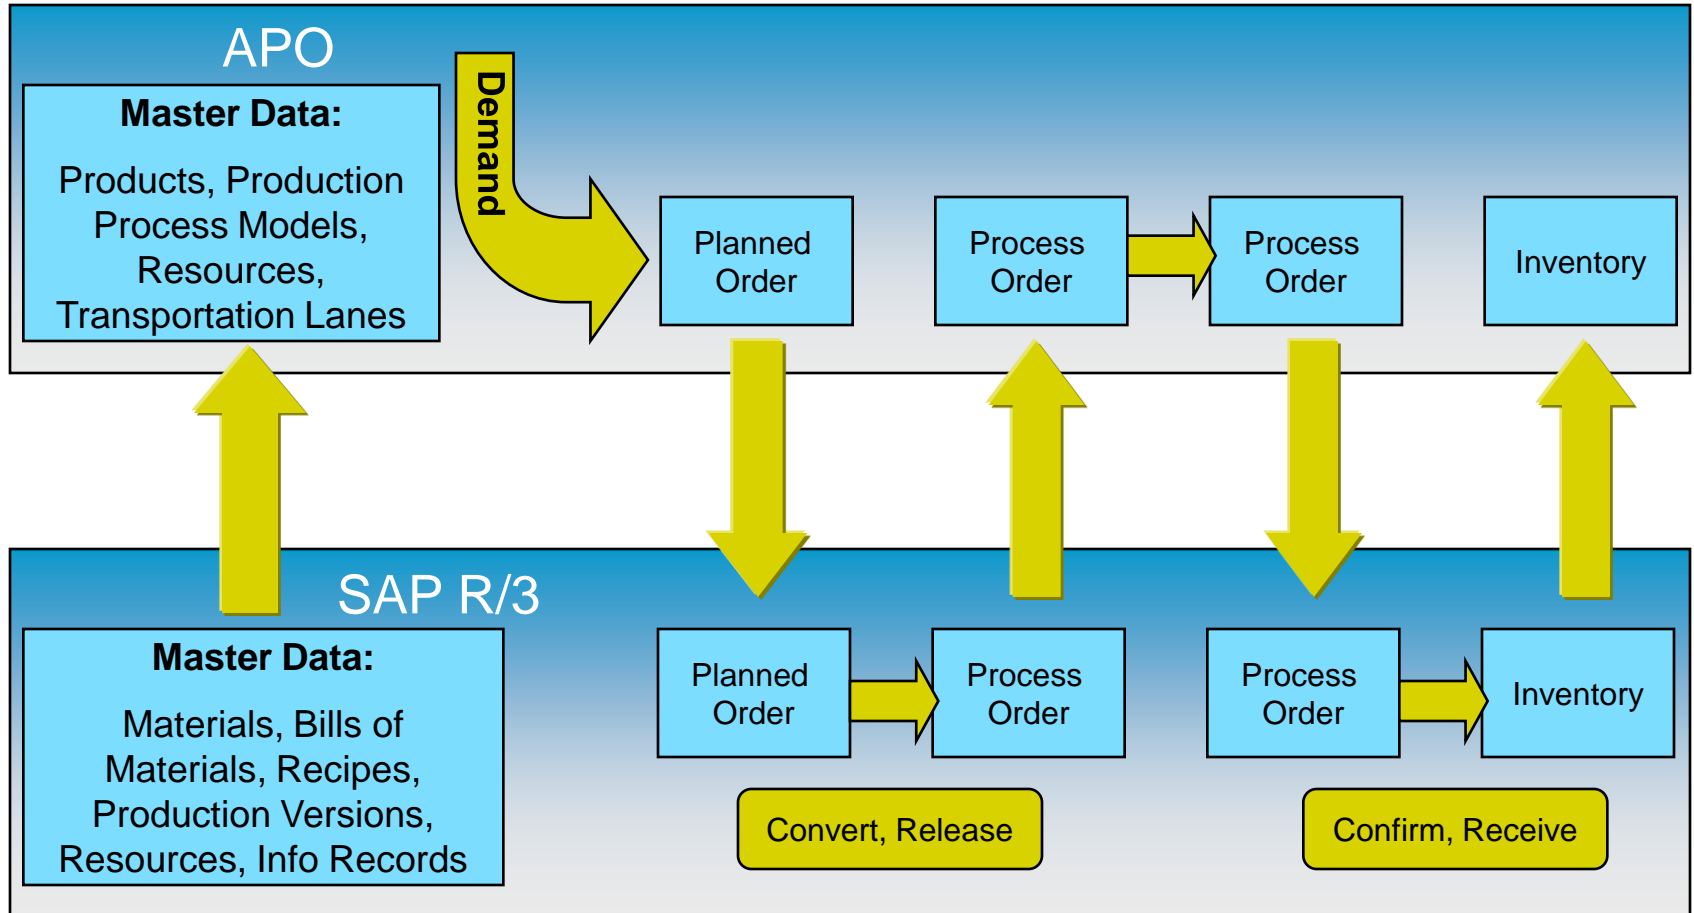 APO
Master Data:
Products, Production
Process Models,
Resources,
Transportation Lanes
Demand
Planned
Order
Process
Order
Process
Order
Inventory
SAP R/3
Master Data:
Materials, Bills of
Materials, Recipes,
Production Versions,
Resources, Info Records
Planned
Order
Process
Order
Process
Order
Inventory
Convert, Release
Confirm, Receive